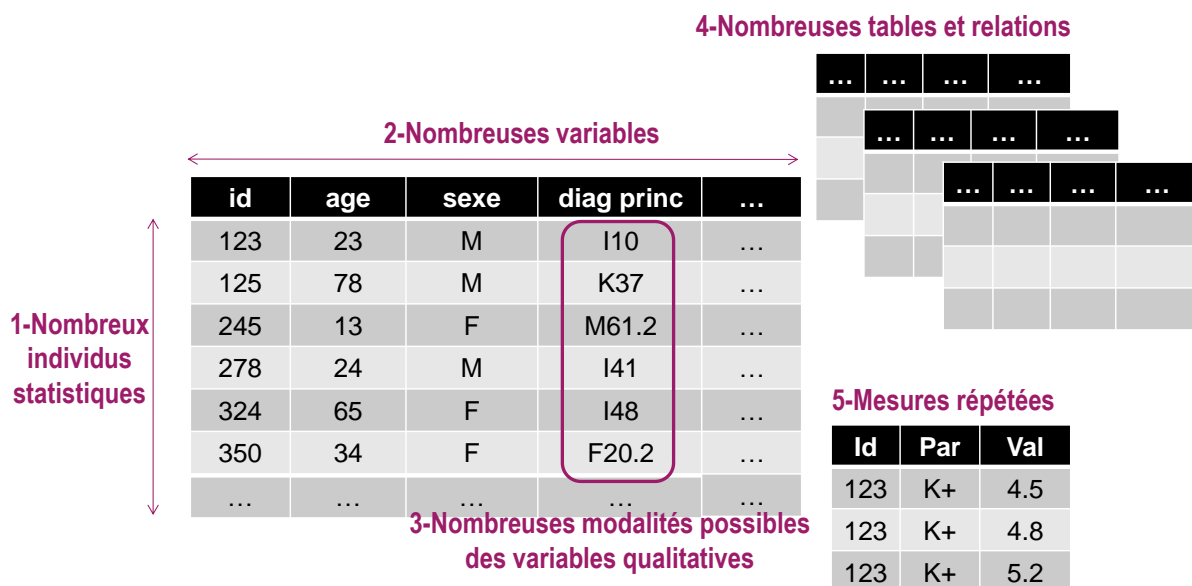 4-Nombreuses tables et relations
… … … …
… … … …
… … … …
2-Nombreuses variables
id age sexe diag princ …
123 23 M I10 …
125 78 M K37 …
245 13 F M61.2 …
278 24 M I41 …
324 65 F I48 …
350 34 F F20.2 …
… … … … …
1-Nombreux
individus
statistiques
3-Nombreuses modalités possibles
des variables qualitatives
5-Mesures répétées
Id Par Val
123 K+ 4.5
123 K+ 4.8
123 K+ 5.2